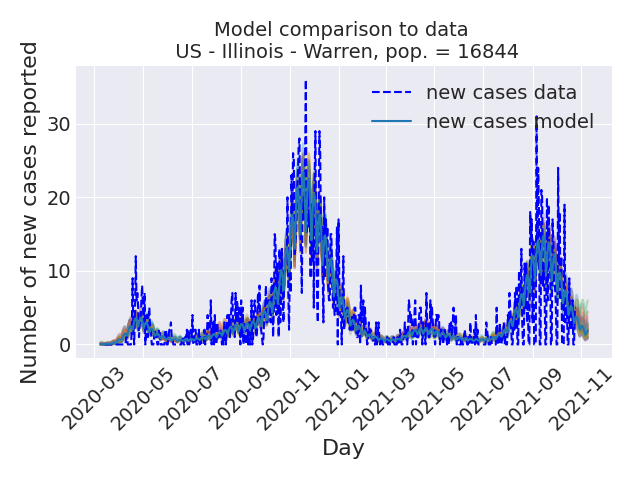 Model comparison to data
US - Illinois - Warren, pop. = 16844
Number of new cases reported
new cases data
new cases model
30
20
10
0
2020-03
2020-05
2020-07
2020-09
2020-11
2021-01
2021-03
2021-05
2021-07
2021-09
2021-11
Day